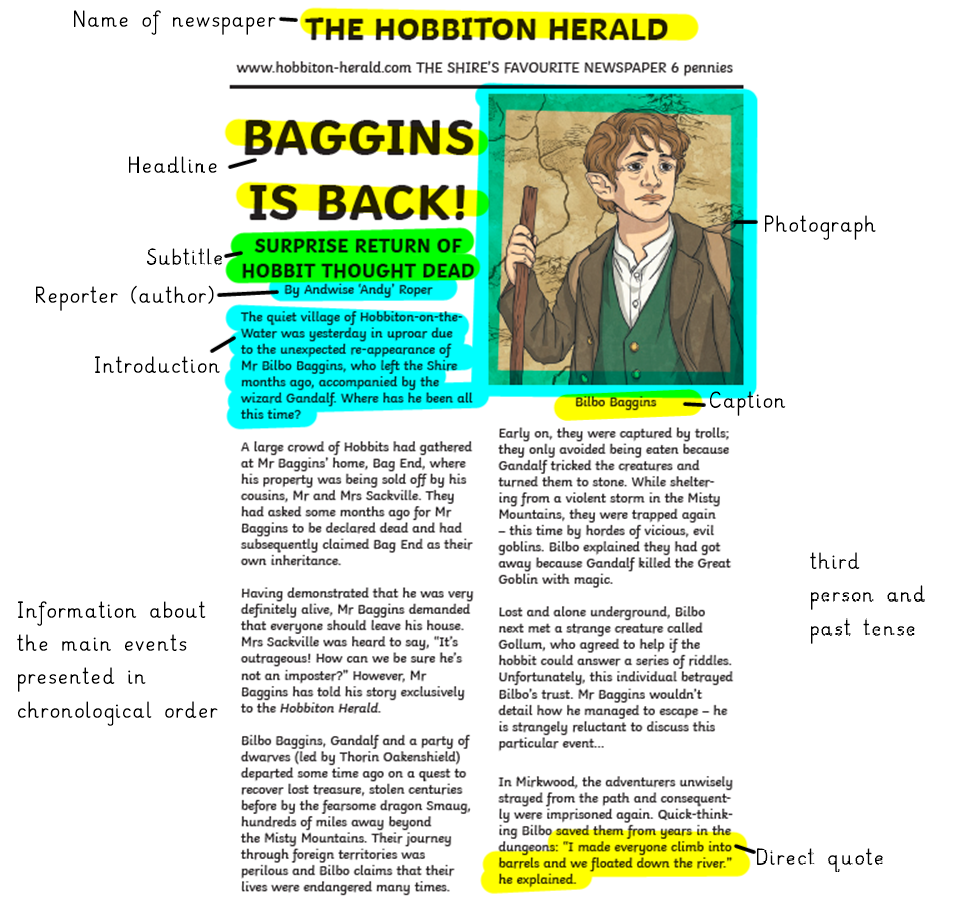 Name of newspaper
THE HOBBITON HERALD
www.hobbiton-herald.com THE SHIRE'S FAVOURITE NEWSPAPER 6 pennies
Headline
BAGGINS
IS BACK!
Subtitle
SURPRISE RETURN OF
HOBBIT THOUGHT DEAD
Reporter (author)
By Andwise 'Andy' Roper
Introduction
The quiet village of Hobbiton-on-the-
Water was yesterday in uproar due
to the unexpected re-appearance of
Mr Bilbo Baggins, who left the Shire
months ago, accompanied by the
wizard Gandalf. Where has he been all
this time?
Photograph
Bilbo Baggins
Caption
Information about
the main events
presented in
chronological order
A large crowd of Hobbits had gathered
at Mr Baggins' home, Bag End, where
his property was being sold off by his
cousins, Mr and Mrs Sackville. They
had asked some months ago for Mr
Baggins to be declared dead and had
subsequently claimed Bag End as their
own inheritance.
Having demonstrated that he was very
definitely alive, Mr Baggins demanded
that everyone should leave his house.
Mrs Sackville was heard to say, "It's
outrageous! How can we be sure he's
not an imposter?" However, Mr
Baggins has told his story exclusively
to the Hobbiton Herald.
Bilbo Baggins, Gandalf and a party of
dwarves (led by Thorin Oakenshield)
departed some time ago on a quest to
recover lost treasure, stolen centuries
before by the fearsome dragon Smaug,
hundreds of miles away beyond
the Misty Mountains. Their journey
through foreign territories was
perilous and Bilbo claims that their
lives were endangered many times.
Early on, they were captured by trolls;
they only avoided being eaten because
Gandalf tricked the creatures and
turned them to stone. While shelter-
ing from a violent storm in the Misty
Mountains, they were trapped again
– this time by hordes of vicious, evil
goblins. Bilbo explained they had got
away because Gandalf killed the Great
Goblin with magic.
Lost and alone underground, Bilbo
next met a strange creature called
Gollum, who agreed to help if the
hobbit could answer a series of riddles.
Unfortunately, this individual betrayed
Bilbo's trust. Mr Baggins wouldn't
detail how he managed to escape – he
is strangely reluctant to discuss this
particular event...
In Mirkwood, the adventurers unwisely
strayed from the path and consequent-
ly were imprisoned again. Quick-think-
ing Bilbo saved them from years in the
dungeons: "I made everyone climb into
barrels and we floated down the river."
he explained.
third
person and
past tense
Direct quote